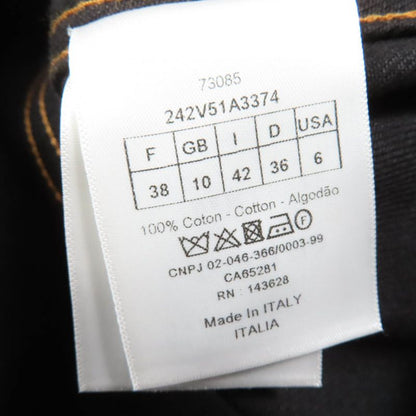 73085
242V51A3374
F GB I D USA
38 10 42 36 6
100% Coton - Cotton - Algodão
F
CNPJ 02-046-366/0003-99
CA65281
RN : 143628
Made In ITALY
ITALIA